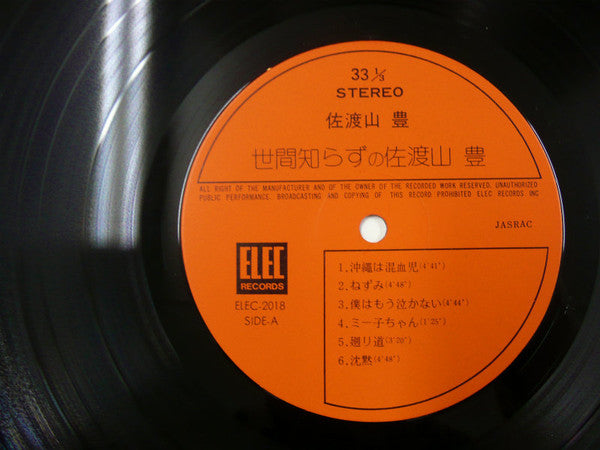 33 1/3
STEREO
佐渡山 豊
世間知らずの佐渡山 豊
ALL RIGHT OF THE MANUFACTURER AND OF THE OWNER OF THE RECORDED WORK RESERVED. UNAUTHORIZED
PUBLIC PERFORMANCE. BROADCASTING AND COPYING OF THIS RECORD PROHIBITED ELEC RECORDS. INC
JASRAC
ELEC
RECORDS
ELEC-2018
SIDE-A
1.沖縄は混血児(4'41")
2.ねずみ(4'48")
3.僕はもう泣かない(4'44")
4.ミー子ちゃん(1'25")
5.廻り道(3'20")
6.沈黙(4'48")